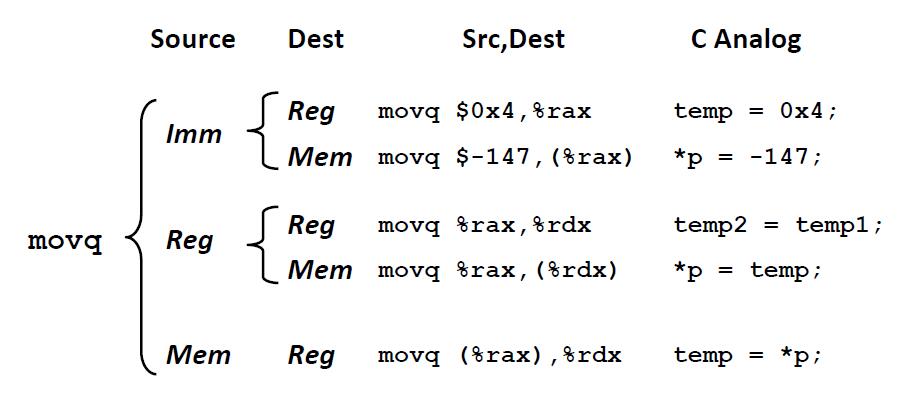 Source Dest Src,Dest C Analog
Reg movq $0x4,%rax temp = 0x4;
Imm
Mem movq $-147,(%rax) *p = -147;
Reg movq %rax,%rdx temp2 = temp1;
movq Reg
Mem movq %rax,(%rdx) *p = temp;
Mem Reg movq (%rax),%rdx temp = *p;